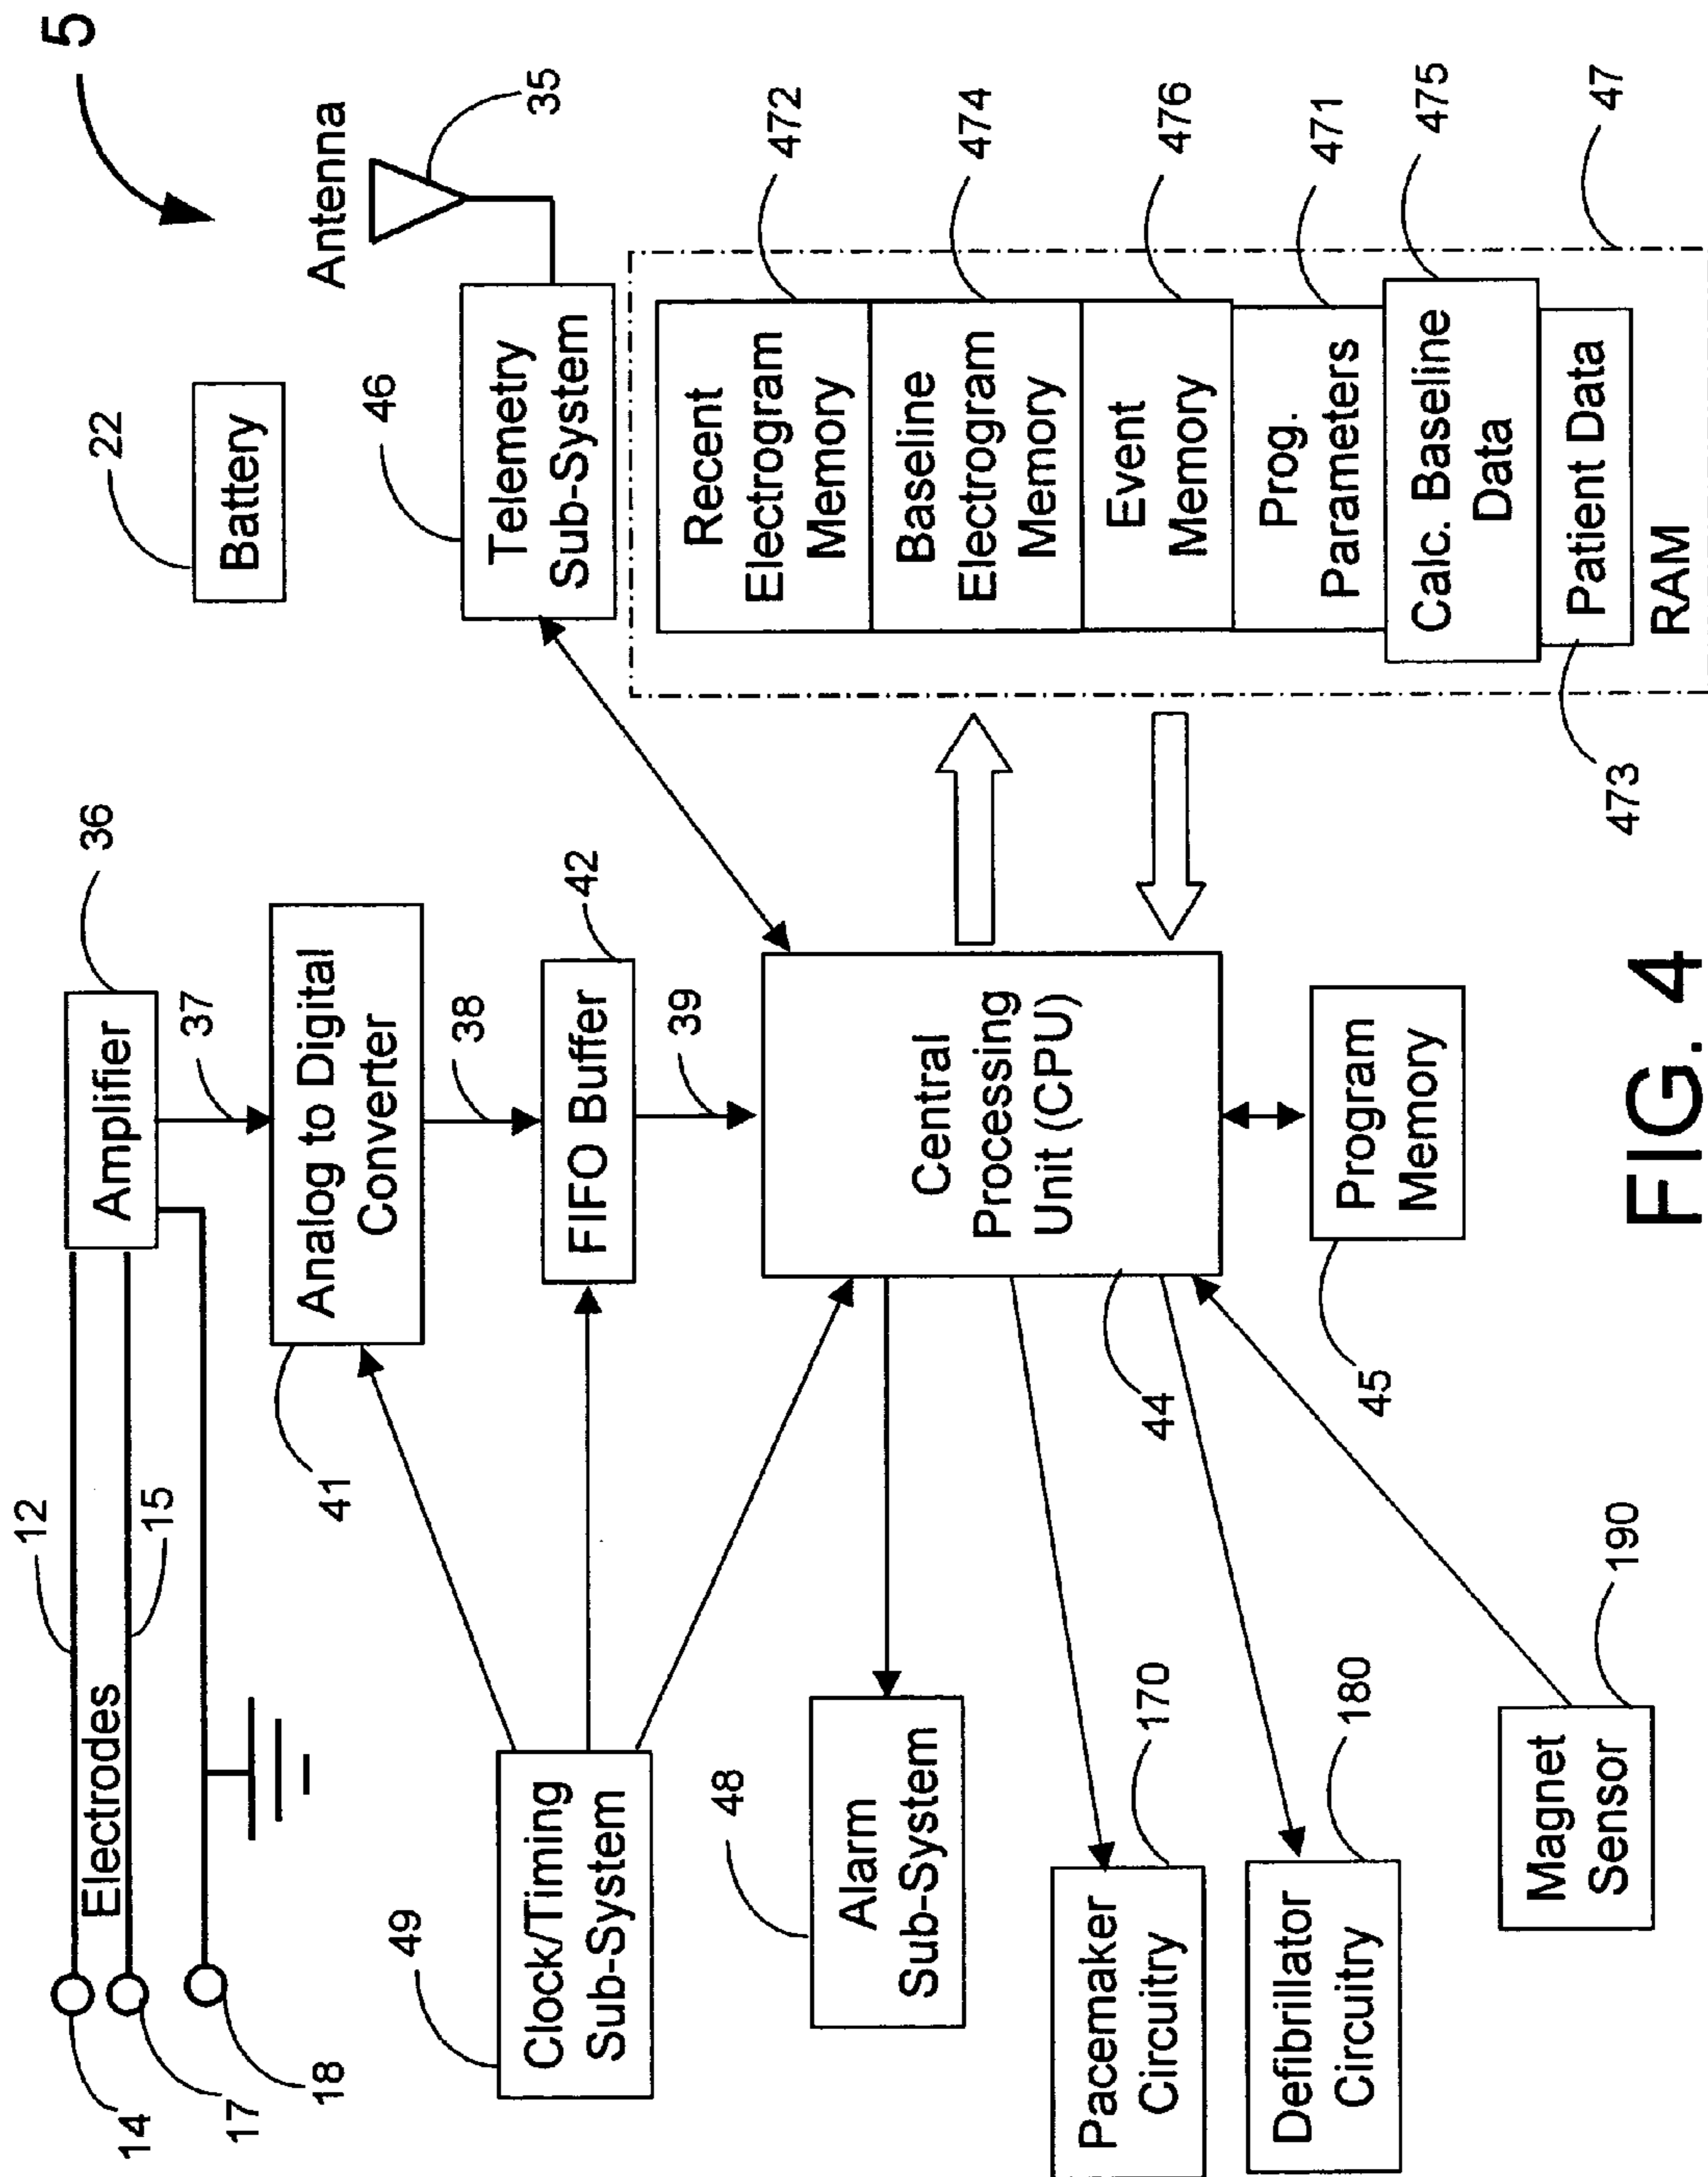 5
Electrodes
12
15
14
17
18
Amplifier
36
37
22
Battery
Antenna
35
41
Analog to Digital
Converter
38
46
Telemetry
Sub-System
49
Clock/Timing
Sub-System
FIFO Buffer
42
39
Central
Processing
Unit (CPU)
44
48
Alarm
Sub-System
Pacemaker
Circuitry
170
Defibrillator
Circuitry
180
Magnet
Sensor
190
45
Program
Memory
Recent
Electrogram
Memory
472
Baseline
Electrogram
Memory
474
Event
Memory
476
Prog.
Parameters
471
Calc. Baseline
Data
475
Patient Data
473
RAM
47
FIG. 4